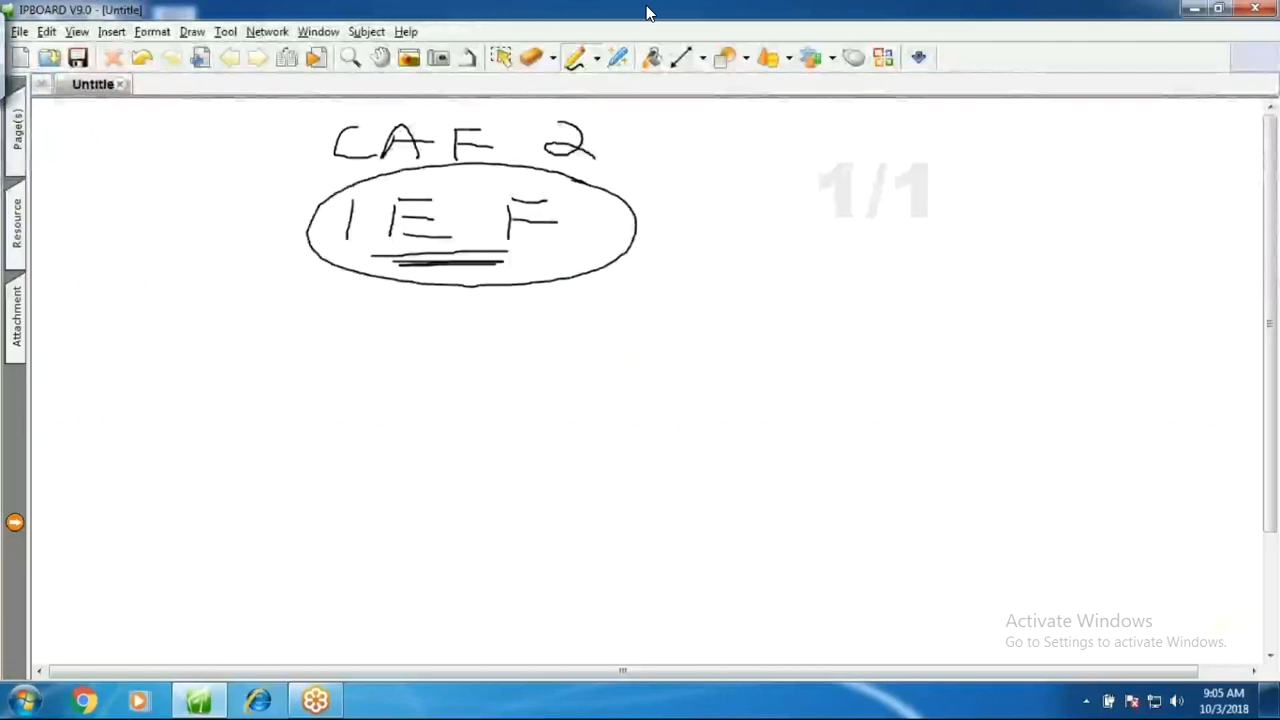 IPBOARD V9.0 - [Untitle]
File Edit View Insert Format Draw Tool Network Window Subject Help
Untitle
Page(s)
Resource
Attachment
CAF 2
IEF
1/1
Activate Windows
Go to Settings to activate Windows.
9:05 AM
10/3/2018